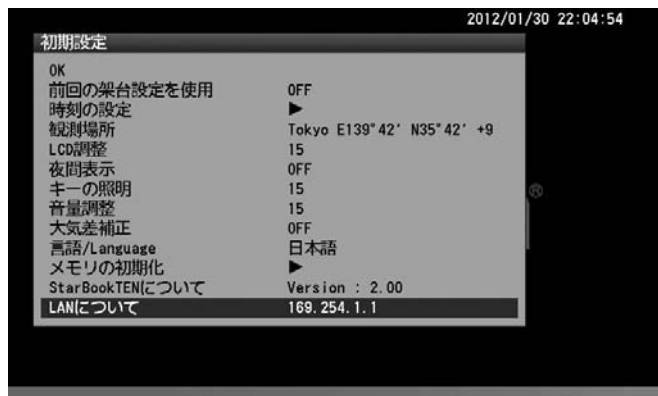 2012/01/30 22:04:54
初期設定
OK
前回の架台設定を使用 OFF
時刻の設定 ▶
観測場所 Tokyo E139°42′ N35°42′ +9
LCD調整 15
夜間表示 OFF
キーの照明 15
音量調整 15
大気差補正 OFF
言語/Language 日本語
メモリの初期化 ▶
StarBookTENについて Version : 2.00
LANについて 169.254.1.1
®